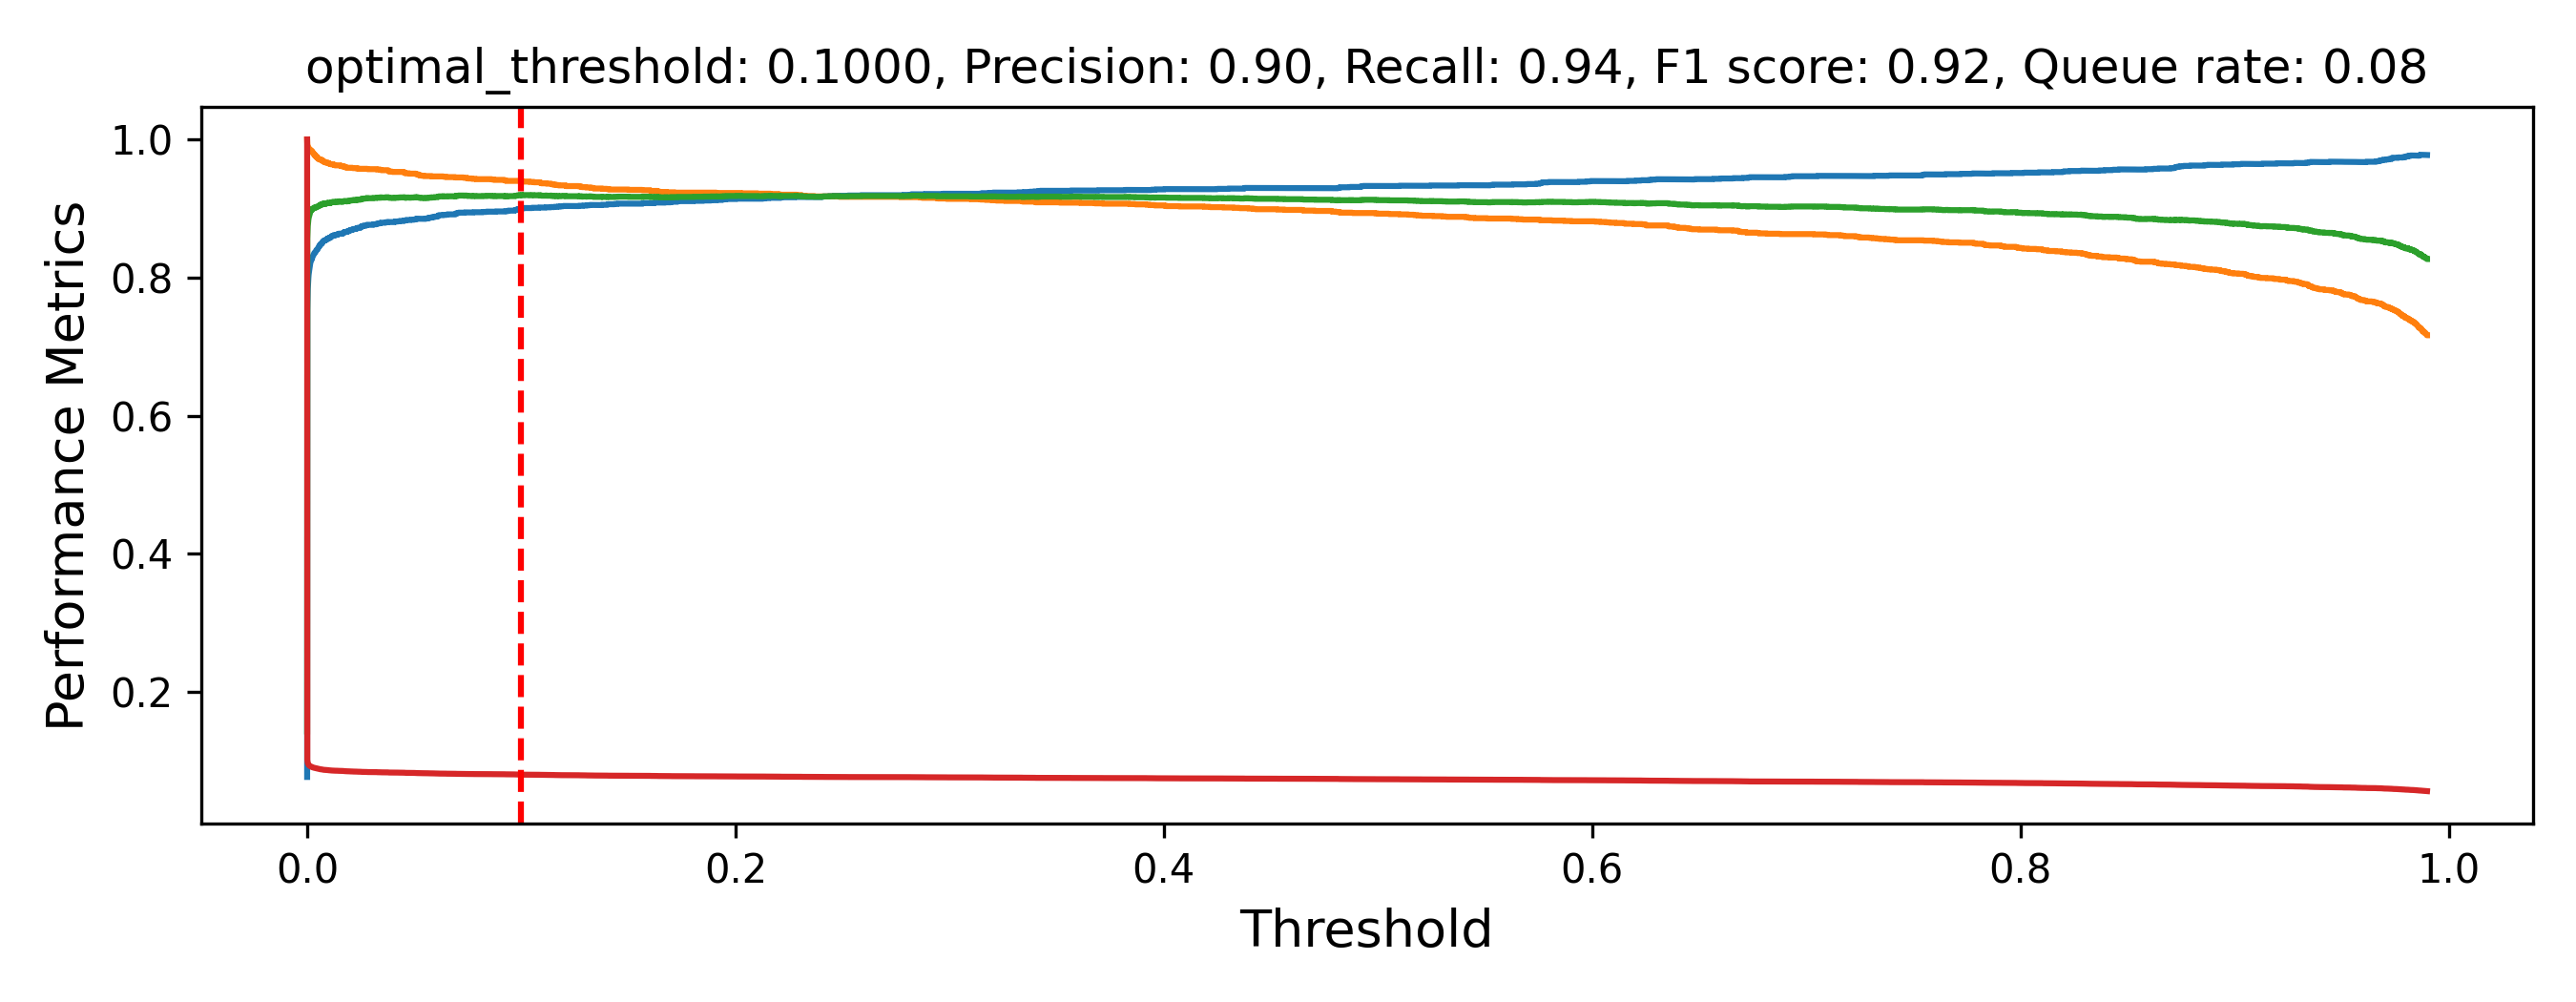 optimal_threshold: 0.1000, Precision: 0.90, Recall: 0.94, F1 score: 0.92, Queue rate: 0.08
Performance Metrics
1.0
0.8
0.6
0.4
0.2
0.0 0.2 0.4 0.6 0.8 1.0
Threshold